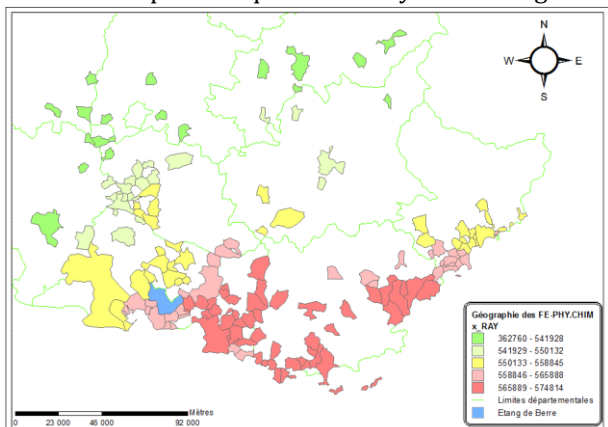 N
W E
S
Géographie des FE-PHY.CHIM
x_RAY
362760 - 541928
541929 - 550132
550133 - 558845
558846 - 565888
565889 - 574814
Limites départementales
Etang de Berre
Mètres
0 23 000 46 000 92 000